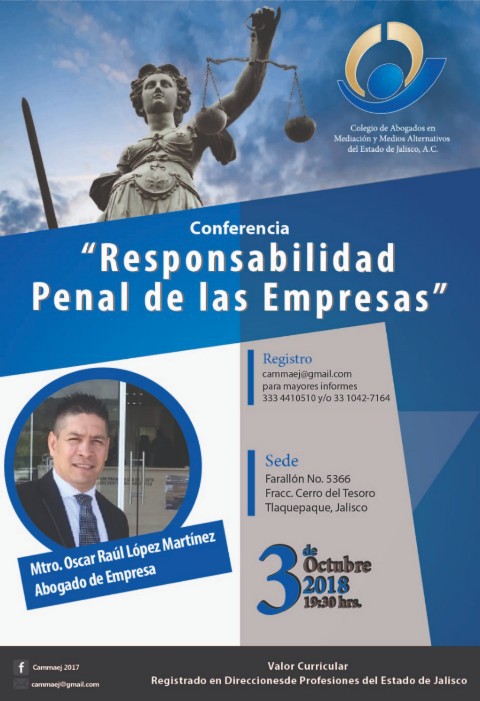 Colegio de Abogados en
Mediación y Medios Alternativos
del Estado de Jalisco, A.C.
Conferencia
“Responsabilidad
Penal de las Empresas”
Registro
cammaej@gmail.com
para mayores informes
333 4410510 y/o 33 1042-7164
Sede
Farallón No. 5366
Fracc. Cerro del Tesoro
Tlaquepaque, Jalisco
Mtro. Oscar Raúl López Martínez
Abogado de Empresa
3 de
Octubre
2018
19:30 hrs.
Cammaej 2017
cammaej@gmail.com
Valor Curricular
Registrado en Direccionesde Profesiones del Estado de Jalisco